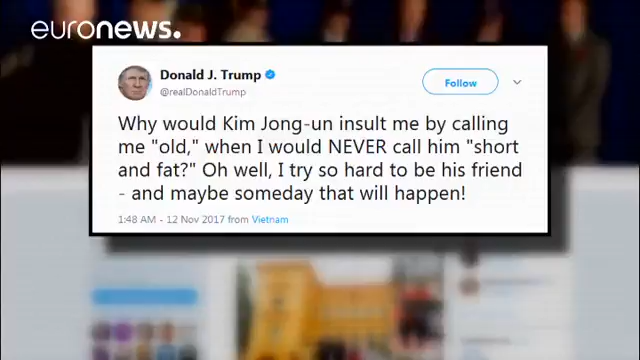 euronews.
Donald J. Trump
@realDonaldTrump
Follow
Why would Kim Jong-un insult me by calling
me "old," when I would NEVER call him "short
and fat?" Oh well, I try so hard to be his friend
- and maybe someday that will happen!
1:48 AM - 12 Nov 2017 from Vietnam